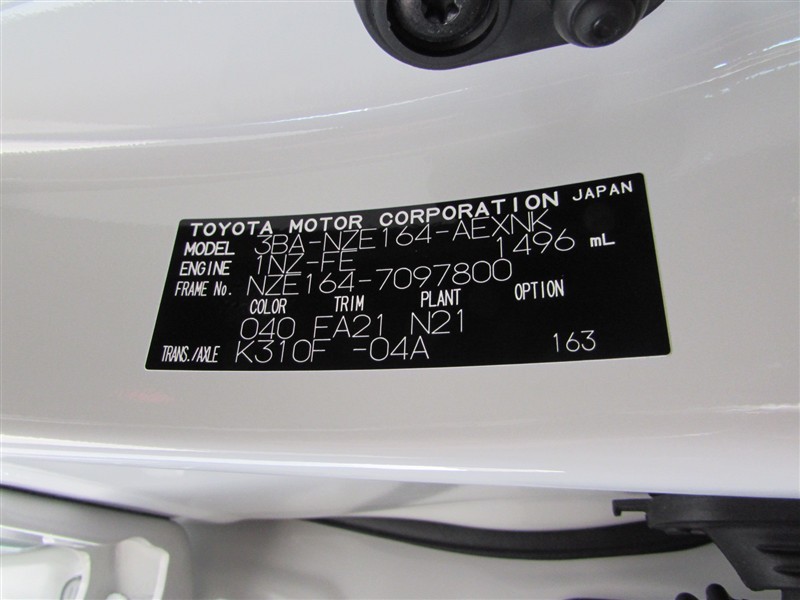 TOYOTA MOTOR CORPORATION JAPAN
MODEL 3BA-NZE164-AEXNK
ENGINE 1NZ-FE 1496 mL
FRAME No. NZE164-7097800
COLOR TRIM PLANT OPTION
040 FA21 N21
TRANS./AXLE K310F -04A 163